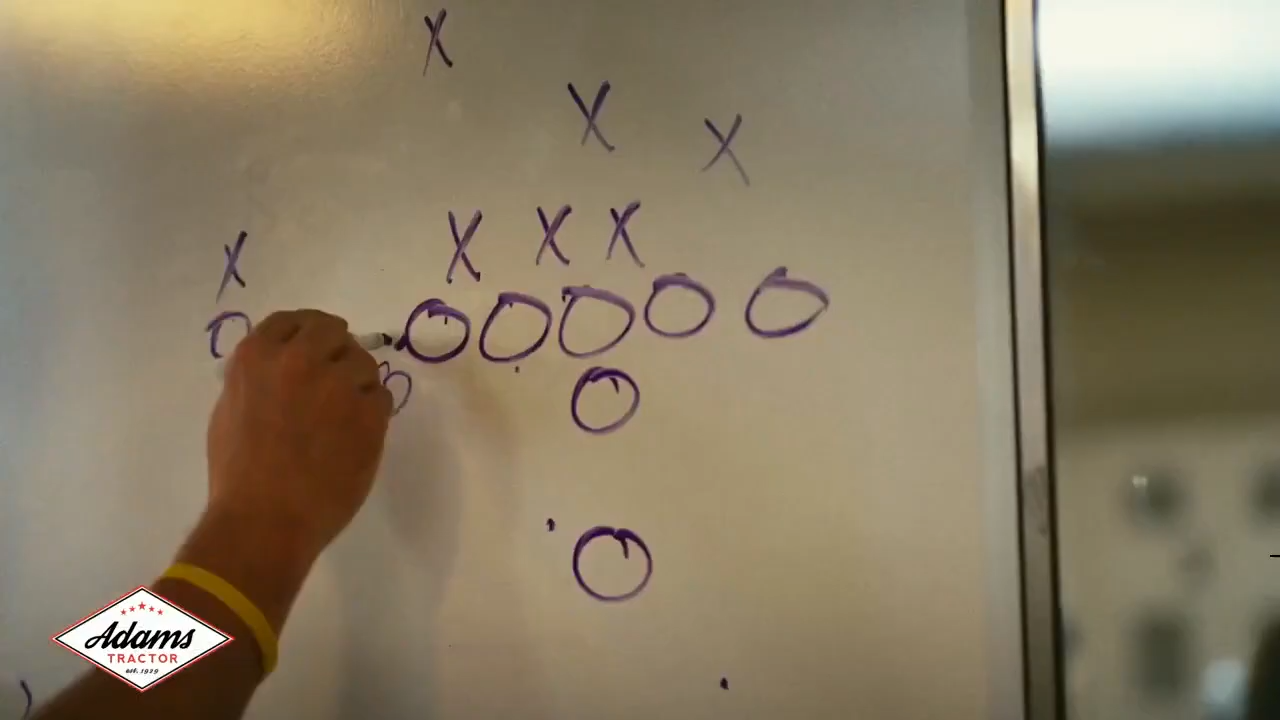 X
X
X
X X X
X
O O O O O O
O O
O
Adams
TRACTOR
est. 1929